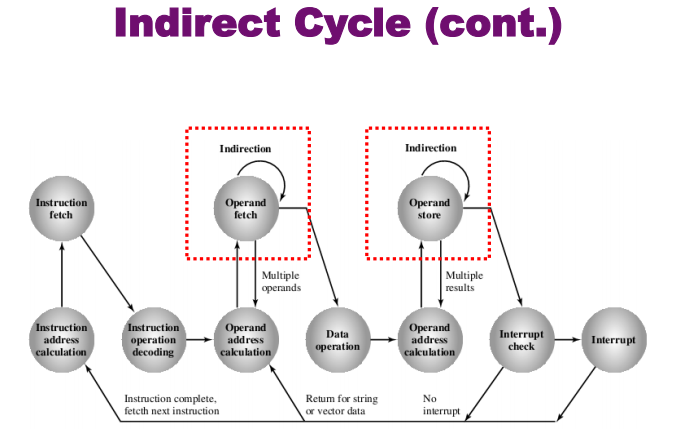 Indirect Cycle (cont.)
Indirection
Indirection
Instruction
fetch
Operand
fetch
Operand
store
Multiple
operands
Multiple
results
Instruction
address
calculation
Instruction
operation
decoding
Operand
address
calculation
Data
operation
Operand
address
calculation
Interrupt
check
Interrupt
Instruction complete,
fetcth next instruction
Return for string
or vector data
No
interrupt